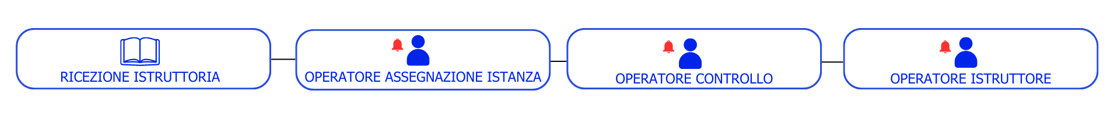 RICEZIONE ISTRUTTORIA
OPERATORE ASSEGNAZIONE ISTANZA
OPERATORE CONTROLLO
OPERATORE ISTRUTTORE